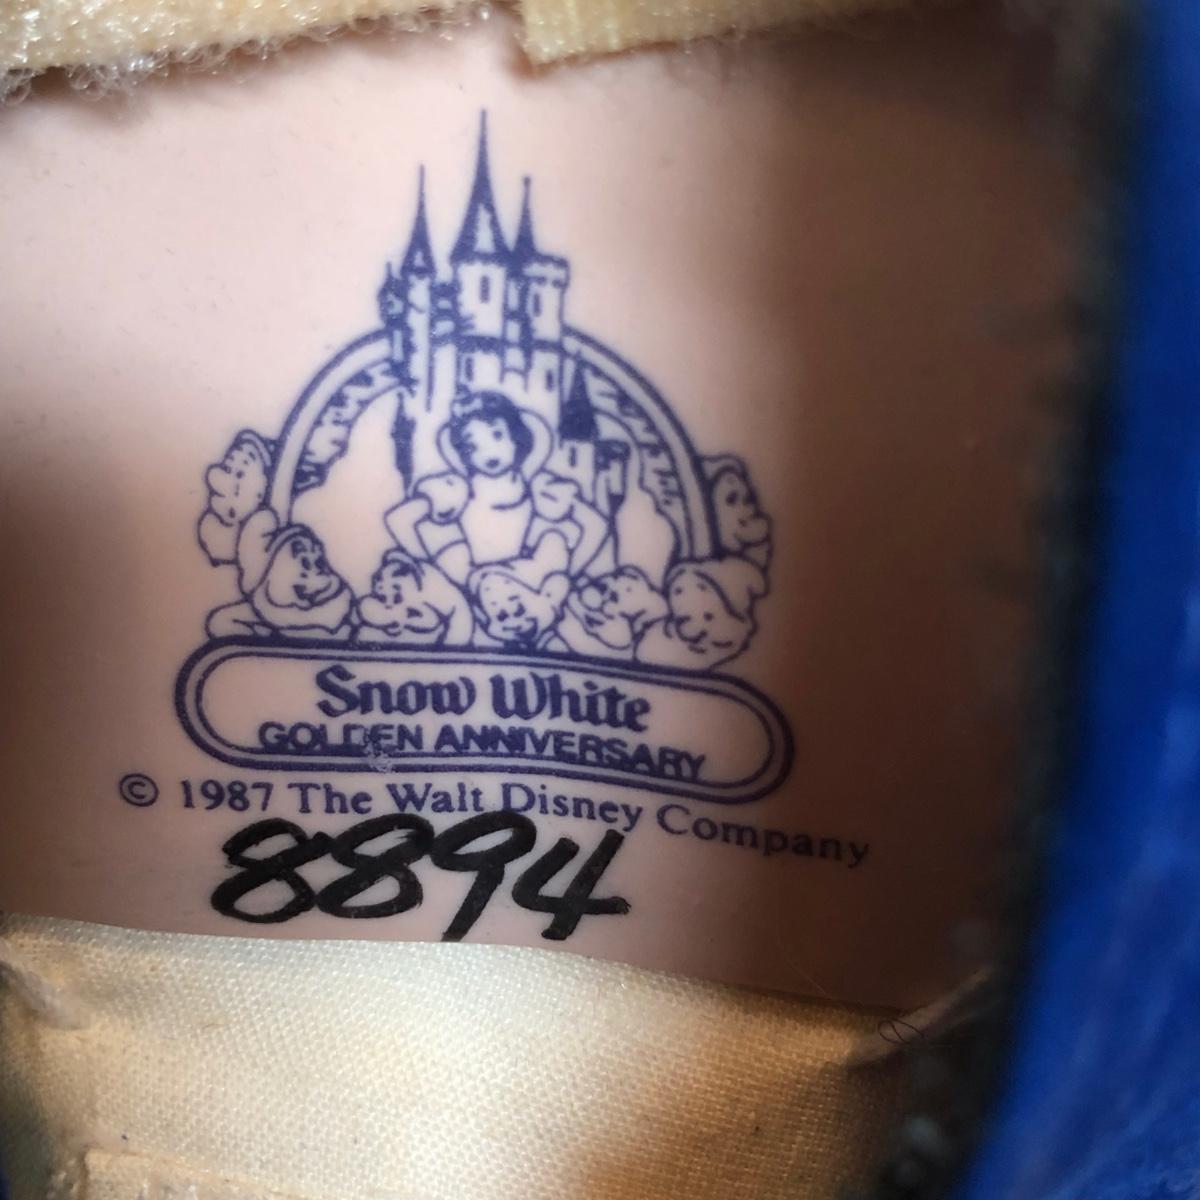 Snow White
GOLDEN ANNIVERSARY
© 1987 The Walt Disney Company
8894